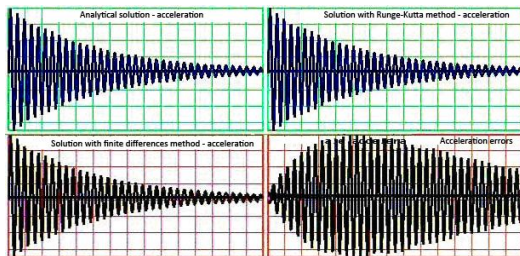 Analytical solution - acceleration
Solution with Runge-Kutta method - acceleration
Solution with finite differences method - acceleration
Acceleration errors